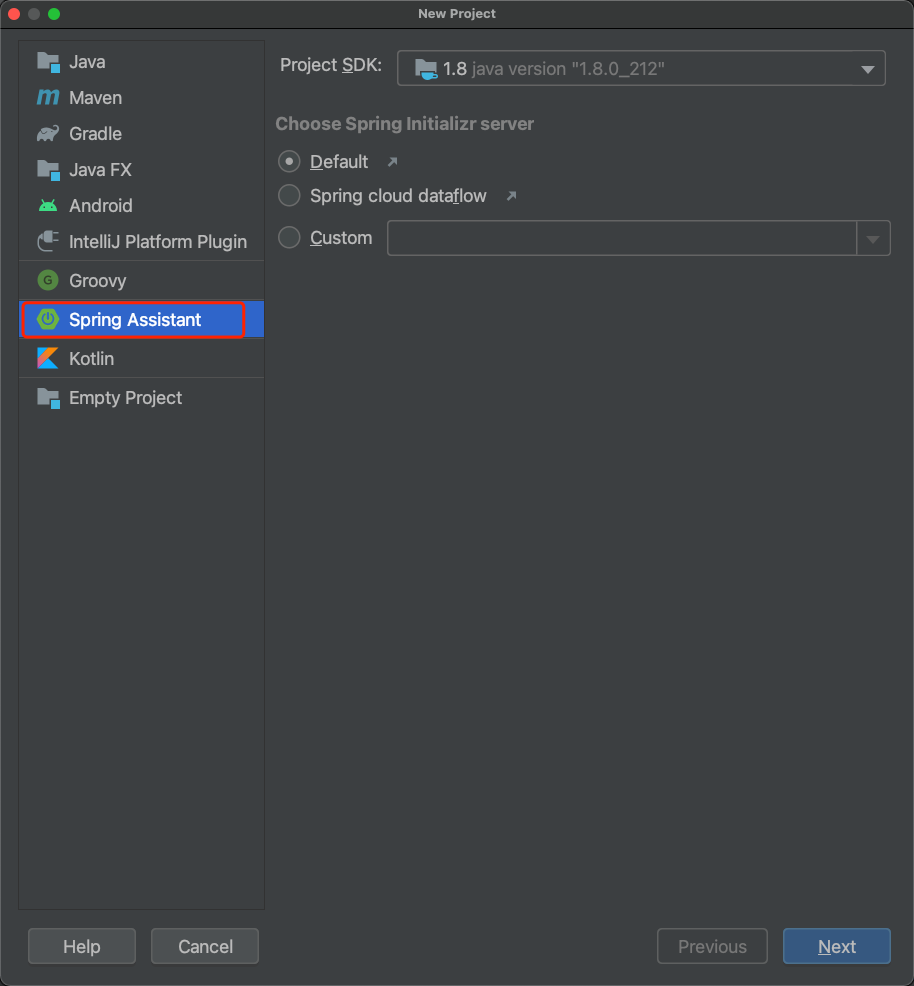 New Project
Java
Maven
Gradle
Java FX
Android
IntelliJ Platform Plugin
Groovy
Spring Assistant
Kotlin
Empty Project
Project SDK:
1.8 java version "1.8.0_212"
Choose Spring Initializr server
Default
Spring cloud dataflow
Custom
Help
Cancel
Previous
Next